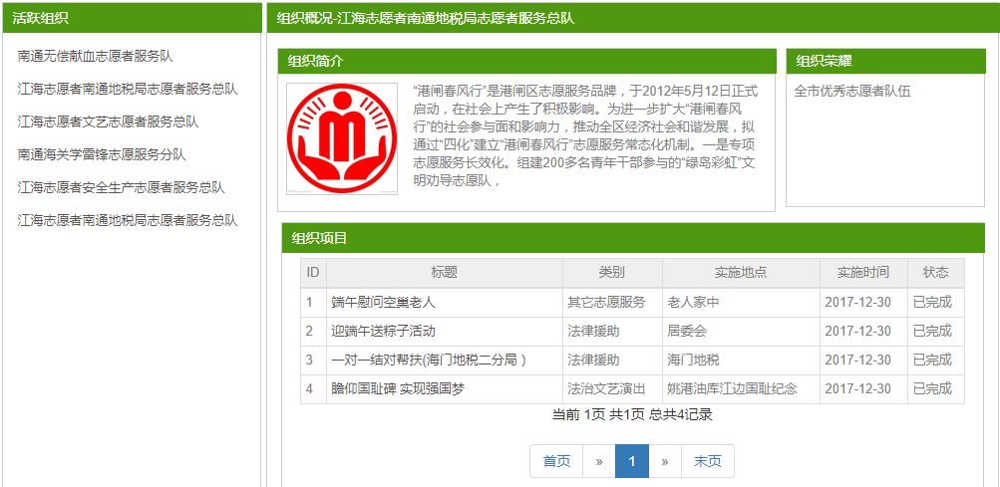 活跃组织
南通无偿献血志愿者服务队
江海志愿者南通地税局志愿者服务总队
江海志愿者文艺志愿者服务总队
南通海关学雷锋志愿服务分队
江海志愿者安全生产志愿者服务总队
江海志愿者南通地税局志愿者服务总队
组织概况-江海志愿者南通地税局志愿者服务总队
组织简介
“港闸春风行”是港闸区志愿服务品牌，于2012年5月12日正式
启动，在社会上产生了积极影响。为进一步扩大“港闸春风
行”的社会参与面和影响力，推动全区经济社会和谐发展，拟
通过“四化”建立“港闸春风行”志愿服务常态化机制。一是专项
志愿服务长效化。组建200多名青年干部参与的“绿岛彩虹”文
明劝导志愿队，
组织荣耀
全市优秀志愿者队伍
组织项目
ID 标题 类别 实施地点 实施时间 状态
1 端午慰问空巢老人 其它志愿服务 老人家中 2017-12-30 已完成
2 迎端午送粽子活动 法律援助 居委会 2017-12-30 已完成
3 一对一结对帮扶(海门地税二分局） 法律援助 海门地税 2017-12-30 已完成
4 瞻仰国耻碑 实现强国梦 法治文艺演出 姚港油库江边国耻纪念 2017-12-30 已完成
当前 1页 共1页 总共4记录
首页 » 1 » 末页